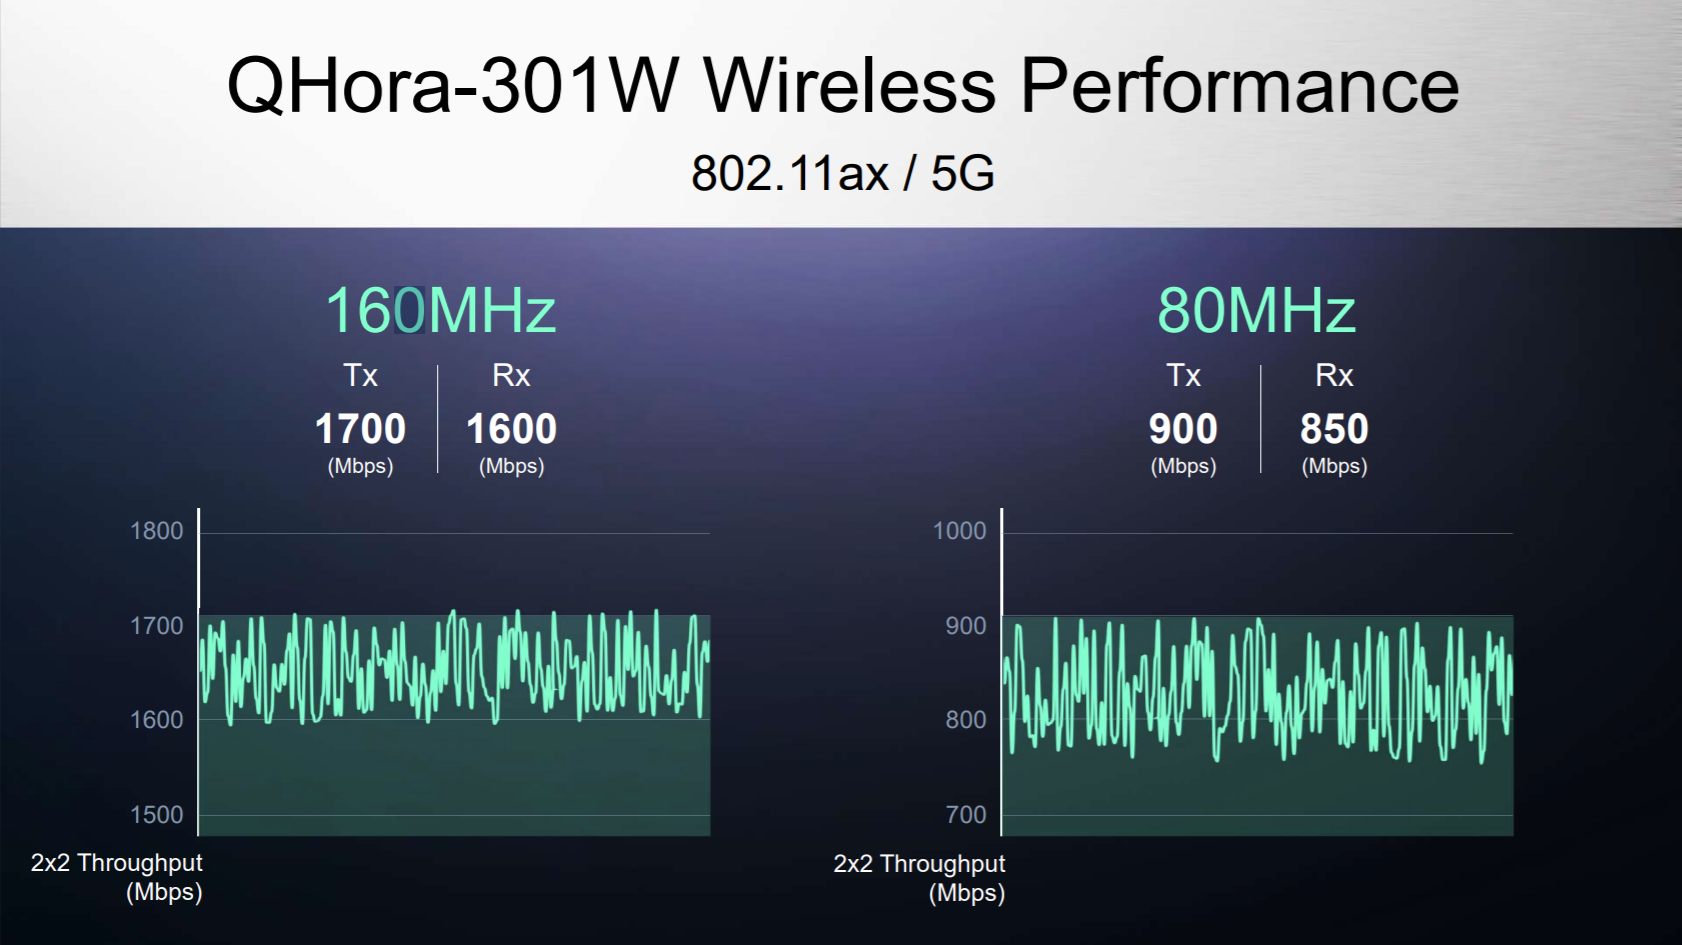 QHora-301W Wireless Performance
802.11ax / 5G
160MHz
Tx
Rx
1700
1600
(Mbps)
(Mbps)
1800
1700
1600
1500
2x2 Throughput
(Mbps)
80MHz
Tx
Rx
900
850
(Mbps)
(Mbps)
1000
900
800
700
2x2 Throughput
(Mbps)